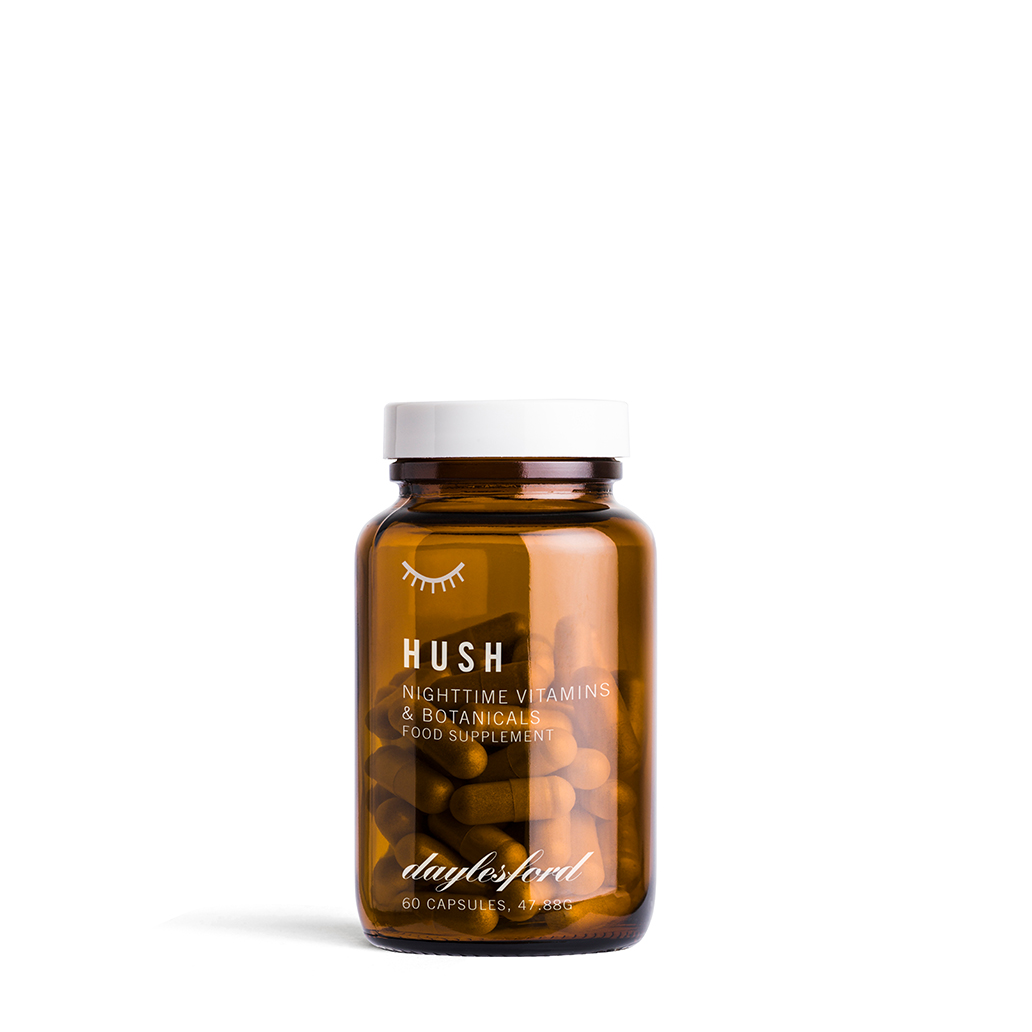 HUSH
NIGHTTIME VITAMINS
& BOTANICALS
FOOD SUPPLEMENT
daylesford
60 CAPSULES, 47.88G